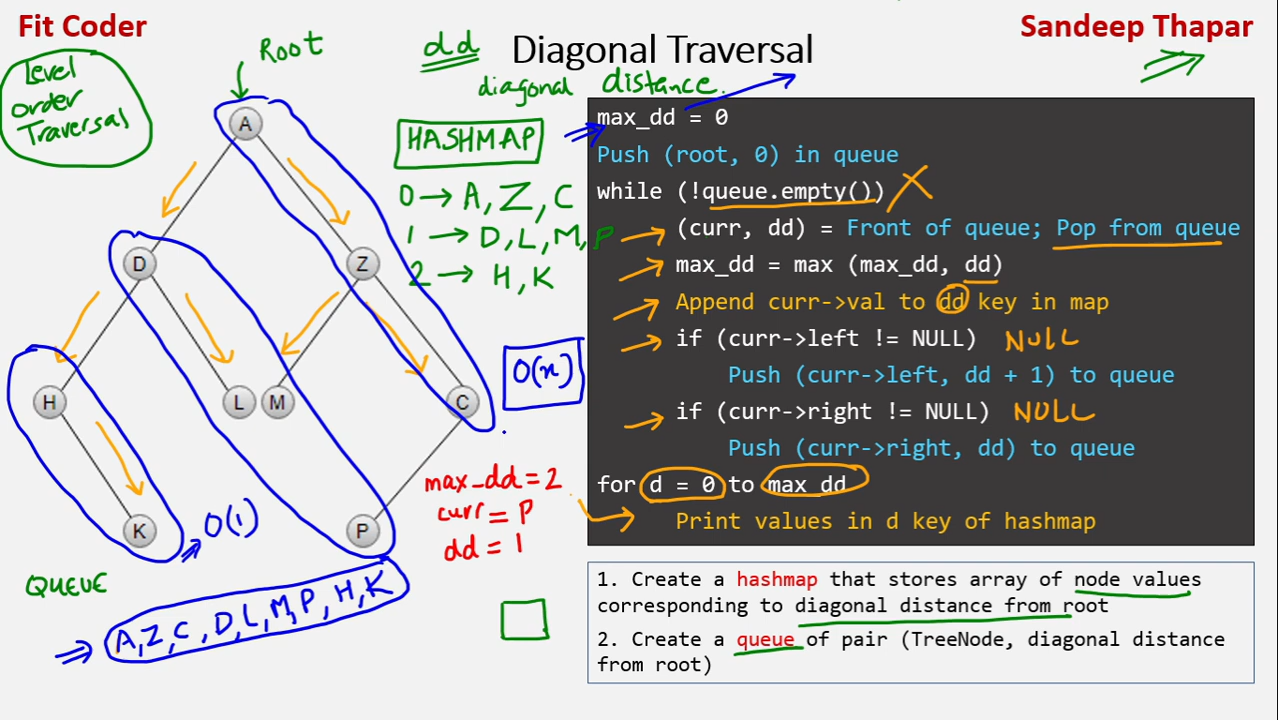 Fit Coder
Sandeep Thapar
Diagonal Traversal
Level
order
Traversal
Root
dd
diagonal distance.
HASHMAP
0 → A, Z, C
1 → D, L, M, P
2 → H, K
O(n)
A
D
Z
H
L
M
C
K
P
O(1)
max_dd = 2
curr = P
dd = 1
QUEUE
A, Z, C, D, L, M, P, H, K
max_dd = 0
Push (root, 0) in queue
while (!queue.empty())
(curr, dd) = Front of queue; Pop from queue
max_dd = max (max_dd, dd)
Append curr->val to dd key in map
if (curr->left != NULL) NULL
Push (curr->left, dd + 1) to queue
if (curr->right != NULL) NULL
Push (curr->right, dd) to queue
for d = 0 to max_dd
Print values in d key of hashmap
1. Create a hashmap that stores array of node values
corresponding to diagonal distance from root
2. Create a queue of pair (TreeNode, diagonal distance
from root)